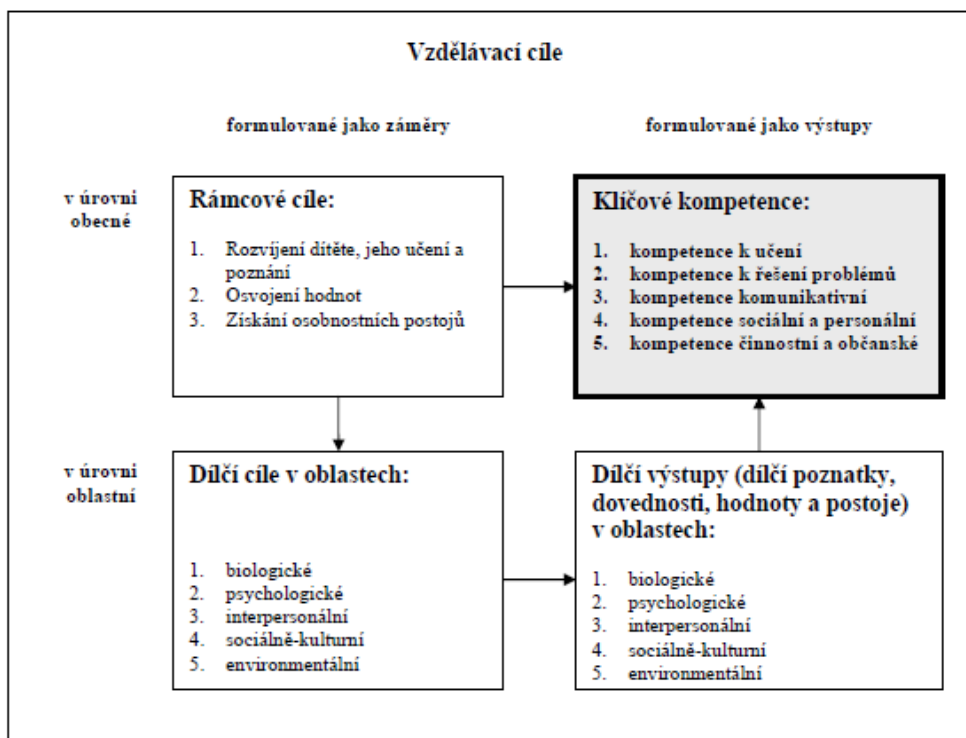 Vzdělávací cíle
formulované jako záměry
formulované jako výstupy
v úrovni
obecné
Rámcové cíle:
1. Rozvíjení dítěte, jeho učení a
poznání
2. Osvojení hodnot
3. Získání osobnostních postojů
Klíčové kompetence:
1. kompetence k učení
2. kompetence k řešení problémů
3. kompetence komunikativní
4. kompetence sociální a personální
5. kompetence činnostní a občanské
v úrovni
oblastní
Dílčí cíle v oblastech:
1. biologické
2. psychologické
3. interpersonální
4. sociálně-kulturní
5. environmentální
Dílčí výstupy (dílčí poznatky,
dovednosti, hodnoty a postoje)
v oblastech:
1. biologické
2. psychologické
3. interpersonální
4. sociálně-kulturní
5. environmentální